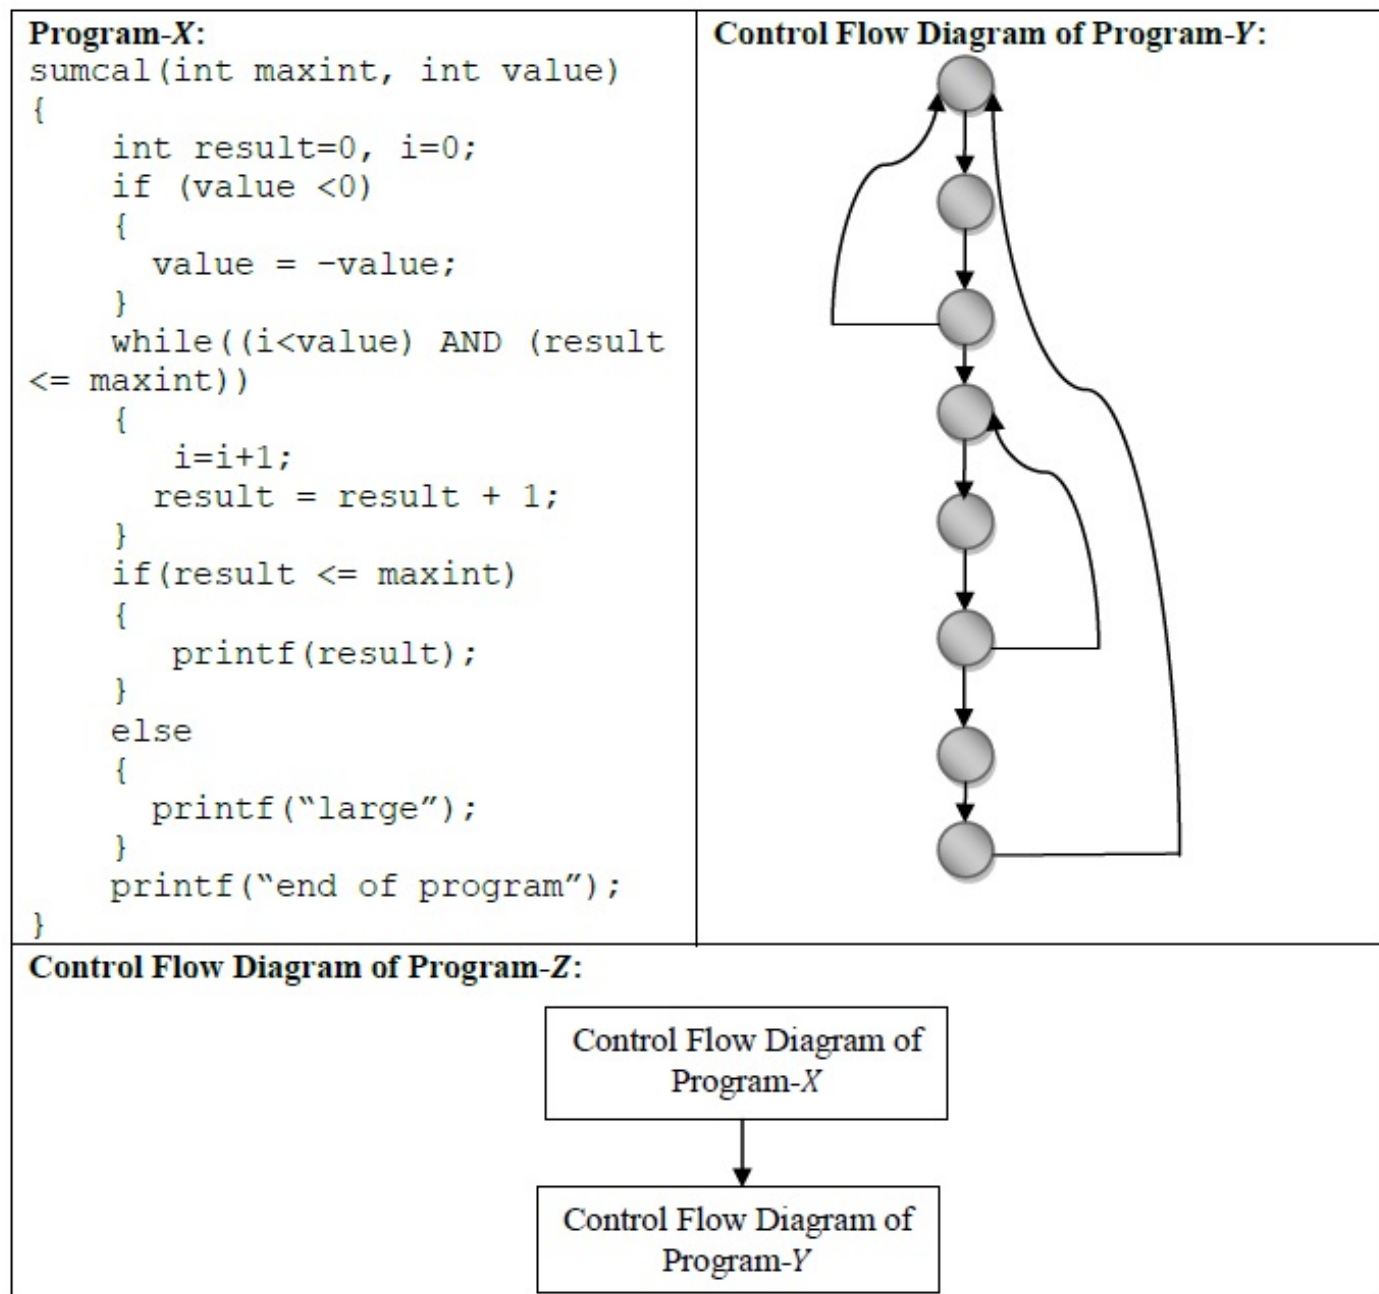 Program-X:
sumcal(int maxint, int value)
{
int result=0, i=0;
if (value <0)
{
value = −value;
}
while((i<value) AND (result
<= maxint))
{
i=i+1;
result = result + 1;
}
if(result <= maxint)
{
printf(result);
}
else
{
printf(“large”);
}
printf(“end of program”);
}
Control Flow Diagram of Program-Y:
Control Flow Diagram of Program-Z:
Control Flow Diagram of
Program-X
Control Flow Diagram of
Program-Y